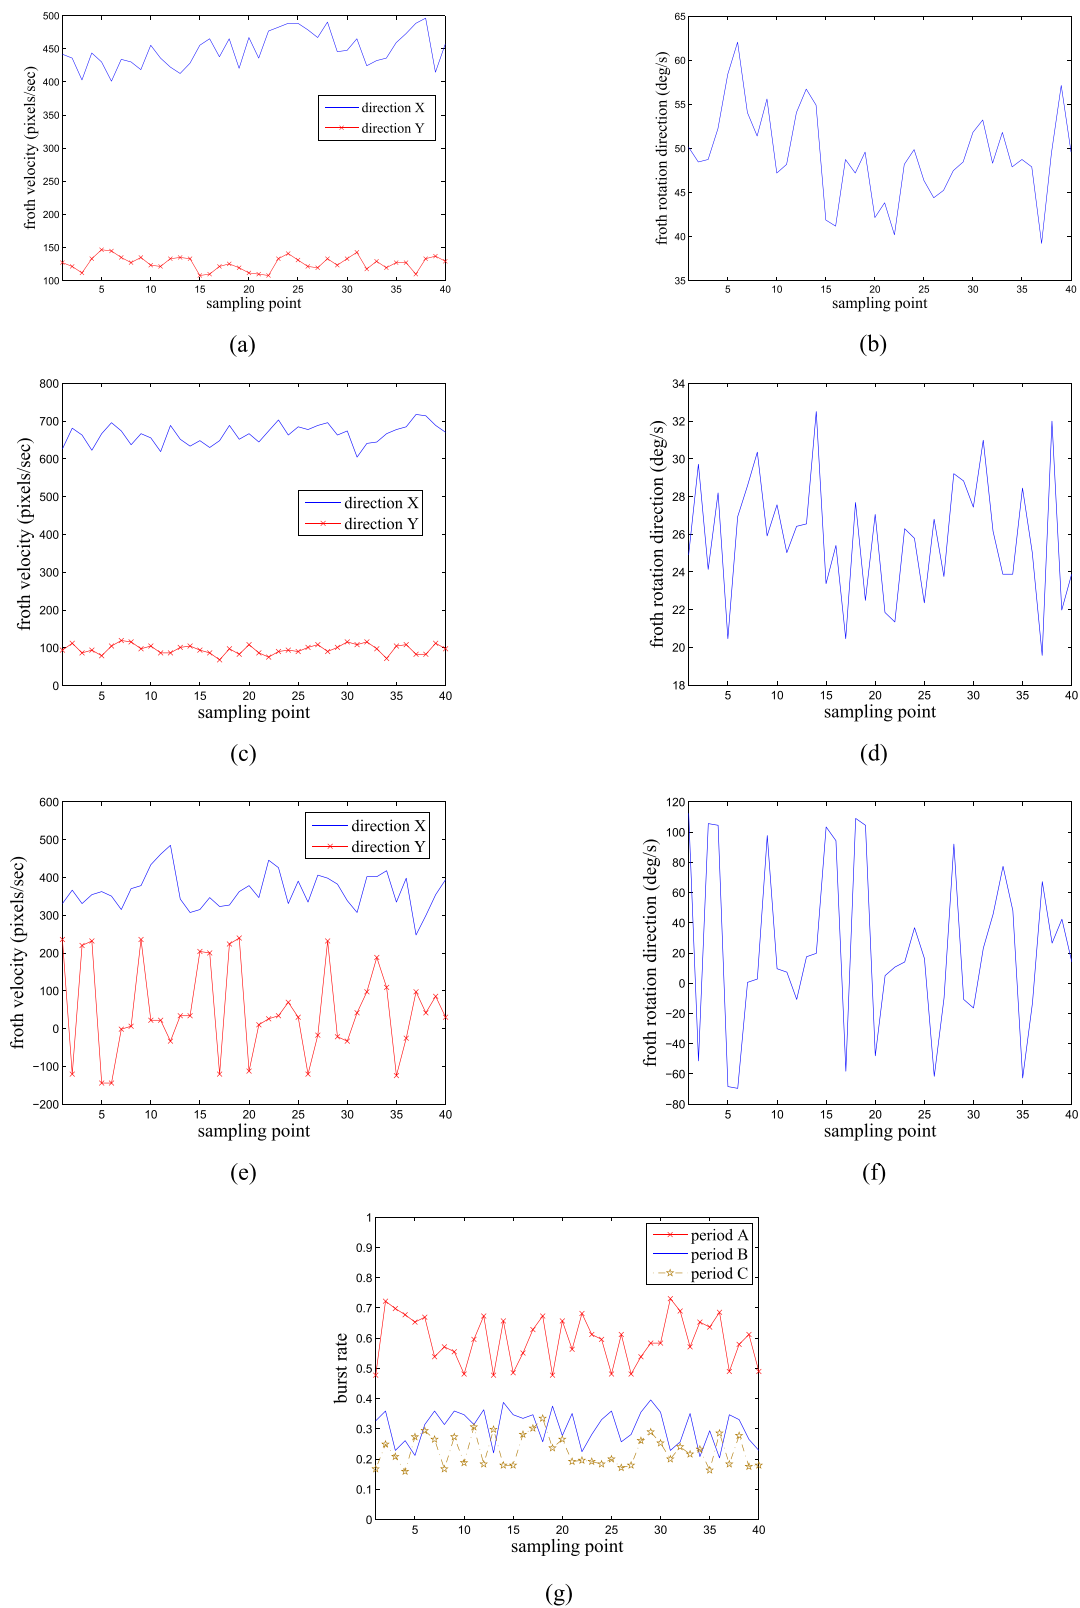 500
450
400
350
300
250
200
150
100
froth velocity (pixels/sec)
direction X
direction Y
5 10 15 20 25 30 35 40
sampling point
(a)
65
60
55
50
45
40
35
froth rotation direction (deg/s)
5 10 15 20 25 30 35 40
sampling point
(b)
800
700
600
500
400
300
200
100
0
froth velocity (pixels/sec)
direction X
direction Y
5 10 15 20 25 30 35 40
sampling point
(c)
34
32
30
28
26
24
22
20
18
froth rotation direction (deg/s)
5 10 15 20 25 30 35 40
sampling point
(d)
600
500
400
300
200
100
0
−100
−200
froth velocity (pixels/sec)
direction X
direction Y
5 10 15 20 25 30 35 40
sampling point
(e)
120
100
80
60
40
20
0
−20
−40
−60
−80
froth rotation direction (deg/s)
5 10 15 20 25 30 35 40
sampling point
(f)
1
0.9
0.8
0.7
0.6
0.5
0.4
0.3
0.2
0.1
0
burst rate
period A
period B
period C
5 10 15 20 25 30 35 40
sampling point
(g)